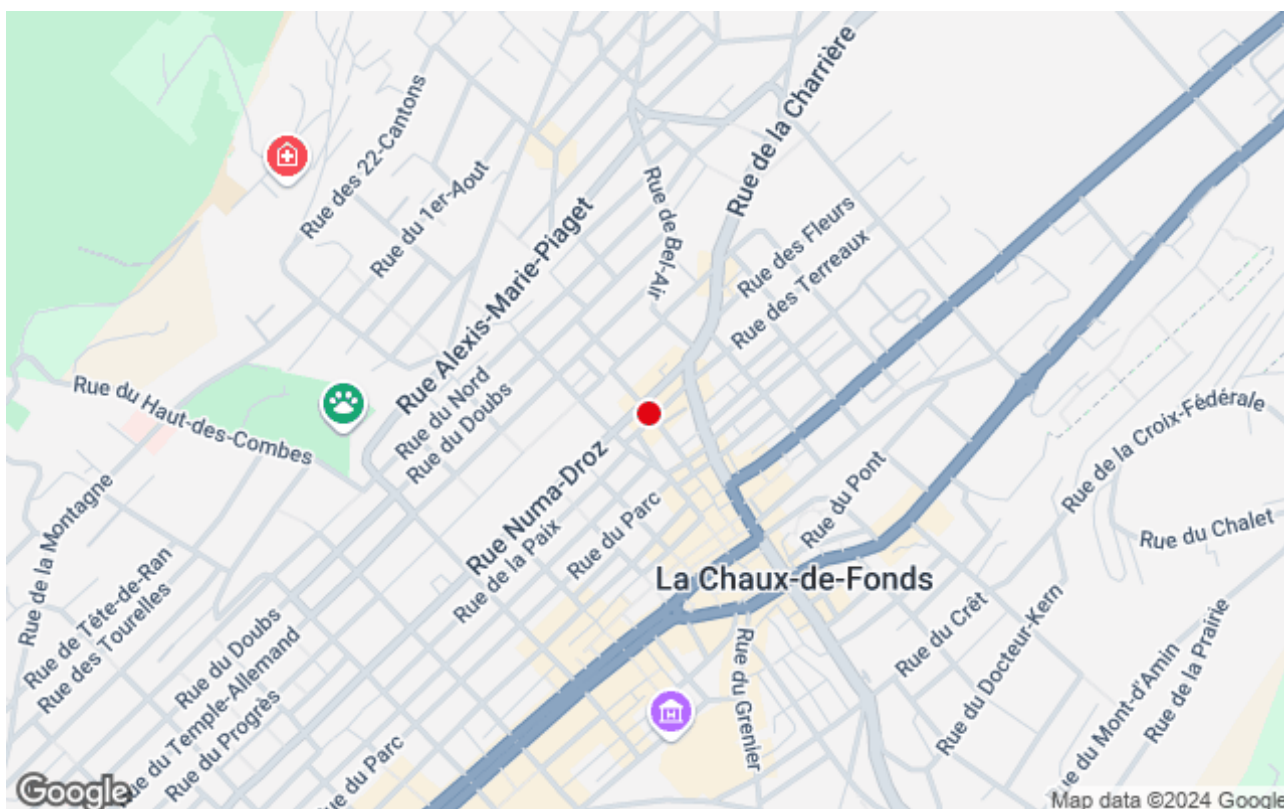 Rue de la Charrière
Rue des 22-Cantons
Rue du 1er-Aout
Rue de Bel-Air
Rue des Fleurs
Rue des Terreaux
Rue Alexis-Marie-Piaget
Rue du Haut-des-Combes
Rue du Nord
Rue du Doubs
Rue de la Croix-Fédérale
Rue Numa-Droz
Rue du Parc
Rue du Pont
Rue de la Montagne
Rue de la Paix
Rue du Chalet
La Chaux-de-Fonds
Rue de Tête-de-Ran
Rue des Tourelles
Rue du Doubs
Rue du Temple-Allemand
Rue du Progrès
Rue du Crêt
Rue du Docteur-Kern
Rue du Grenier
Rue du Mont-d'Amin
Rue de la Prairie
Rue du Parc
Google
Map data ©2024 Google